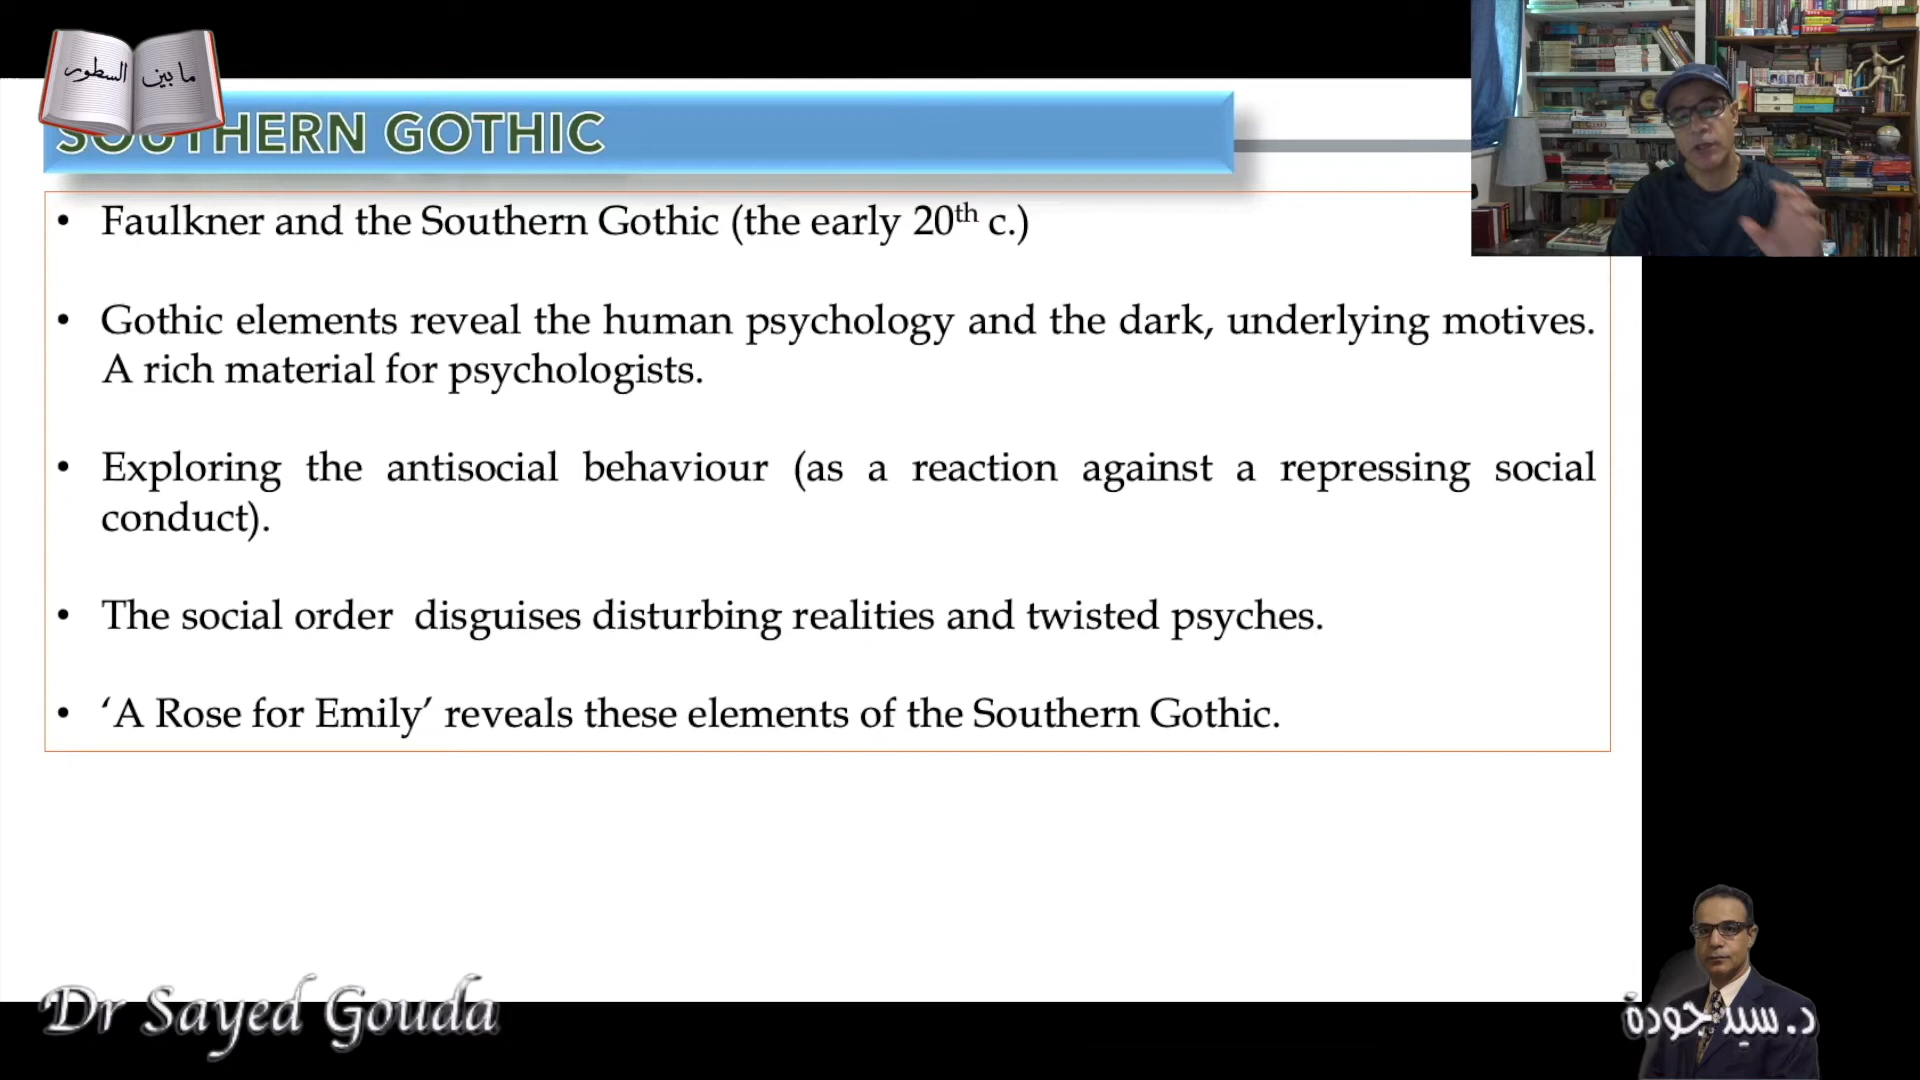 ما بين السطور
SOUTHERN GOTHIC
• Faulkner and the Southern Gothic (the early 20th c.)
• Gothic elements reveal the human psychology and the dark, underlying motives.
A rich material for psychologists.
• Exploring the antisocial behaviour (as a reaction against a repressing social
conduct).
• The social order disguises disturbing realities and twisted psyches.
• ‘A Rose for Emily’ reveals these elements of the Southern Gothic.
Dr Sayed Gouda
د. سيد جودة